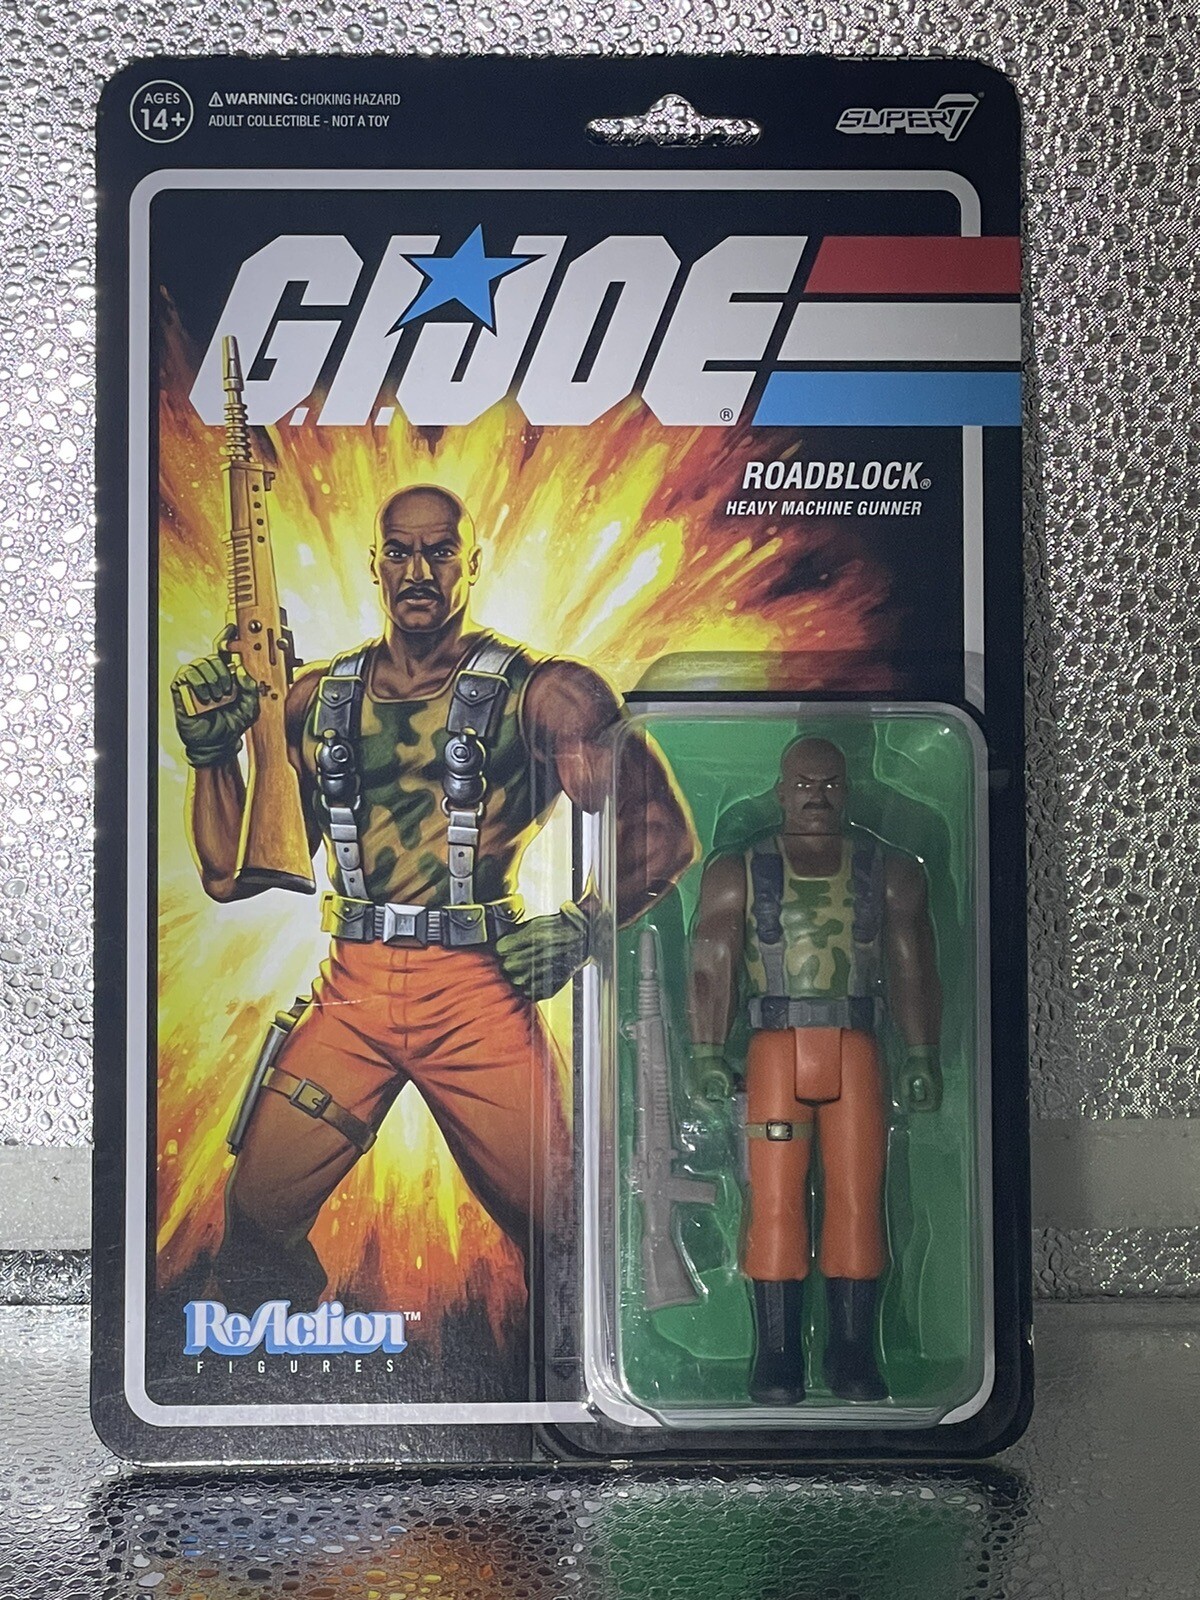 AGES
14+
⚠WARNING: CHOKING HAZARD
ADULT COLLECTIBLE - NOT A TOY
SUPER7®
G.I.JOE®
ROADBLOCK®
HEAVY MACHINE GUNNER
ReAction™
FIGURES